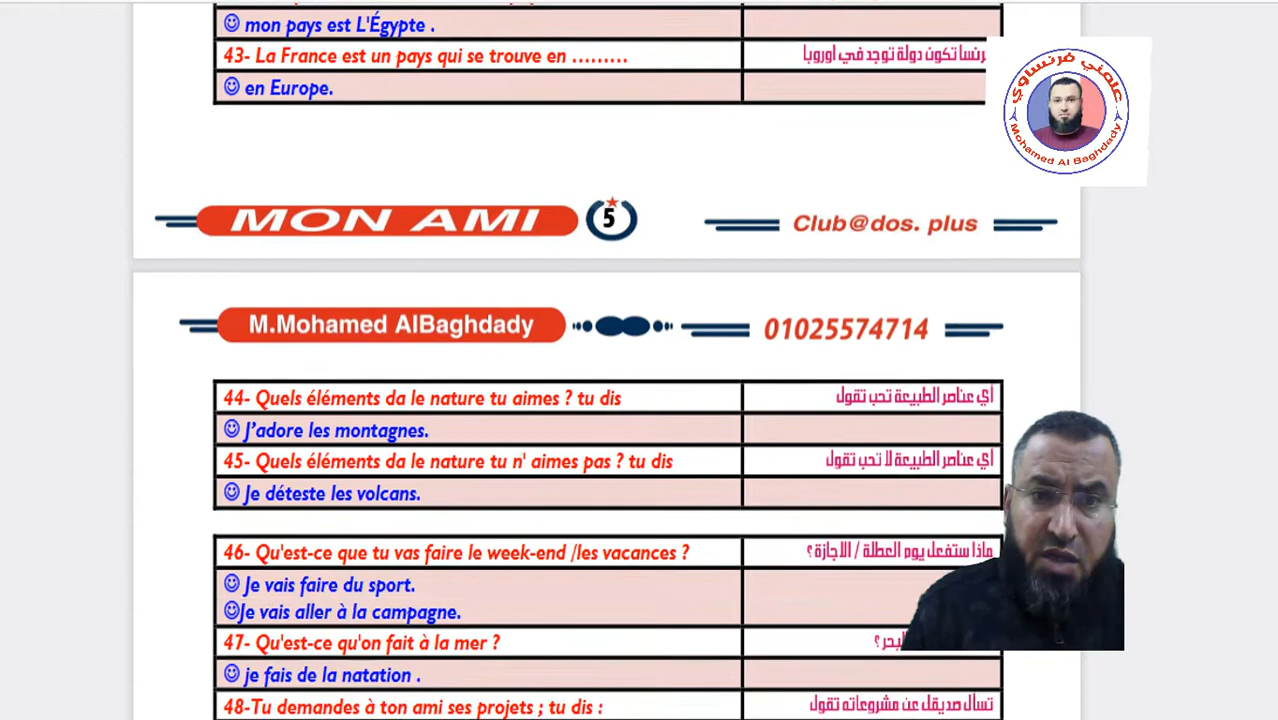 mon pays est L'Égypte .
43- La France est un pays qui se trouve en ......... رنسا تكون دولة توجد في اوروبا
en Europe.
علمني فرنساوي
Mohamed Al Baghdady
MON AMI 5 Club@dos. plus
M.Mohamed AlBaghdady 01025574714
44- Quels éléments da le nature tu aimes ? tu dis أي عناصر الطبيعة تحب تقول
J'adore les montagnes.
45- Quels éléments da le nature tu n' aimes pas ? tu dis أي عناصر الطبيعة لا تحب تقول
Je déteste les volcans.
46- Qu'est-ce que tu vas faire le week-end /les vacances ? ماذا ستفعل يوم العطلة / الاجازة ؟
Je vais faire du sport.
Je vais aller à la campagne.
47- Qu'est-ce qu'on fait à la mer ? البحر ؟
je fais de la natation .
48-Tu demandes à ton ami ses projets ; tu dis : تسأل صديقك عن مشروعاته تقول